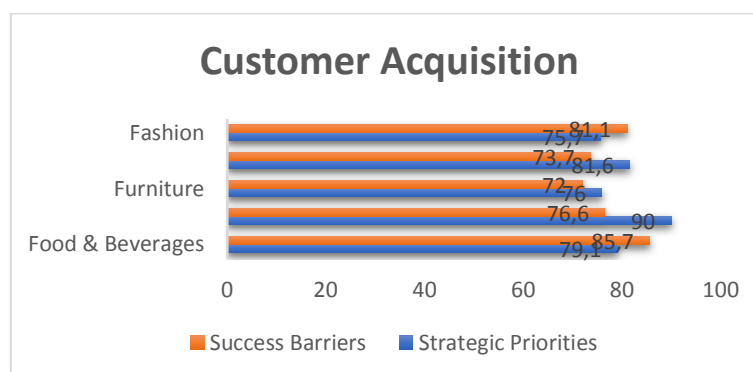 Customer Acquisition
Fashion
81,1
75,7
73,7
81,6
Furniture
72
76
76,6
90
Food & Beverages
85,7
79,1
0 20 40 60 80 100
Success Barriers Strategic Priorities